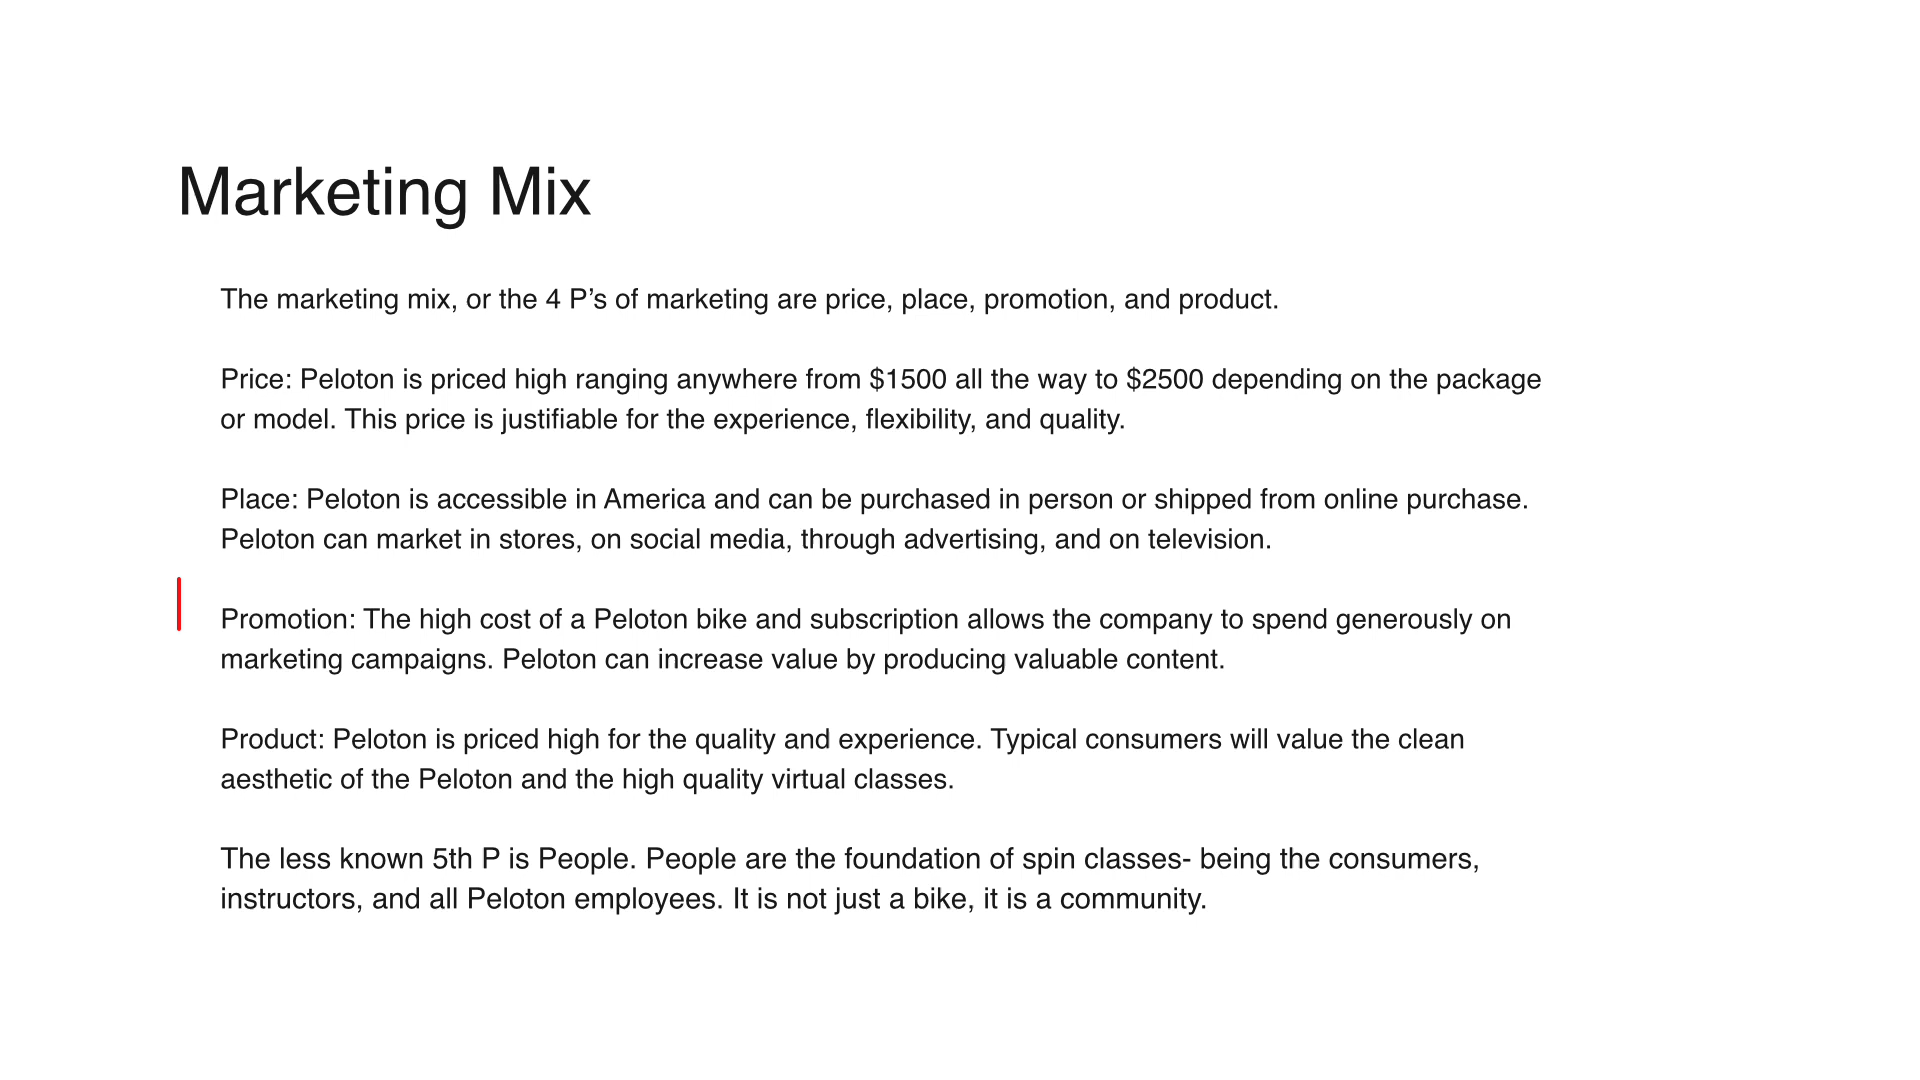 Marketing Mix
The marketing mix, or the 4 P’s of marketing are price, place, promotion, and product.
Price: Peloton is priced high ranging anywhere from $1500 all the way to $2500 depending on the package
or model. This price is justifiable for the experience, flexibility, and quality.
Place: Peloton is accessible in America and can be purchased in person or shipped from online purchase.
Peloton can market in stores, on social media, through advertising, and on television.
Promotion: The high cost of a Peloton bike and subscription allows the company to spend generously on
marketing campaigns. Peloton can increase value by producing valuable content.
Product: Peloton is priced high for the quality and experience. Typical consumers will value the clean
aesthetic of the Peloton and the high quality virtual classes.
The less known 5th P is People. People are the foundation of spin classes- being the consumers,
instructors, and all Peloton employees. It is not just a bike, it is a community.